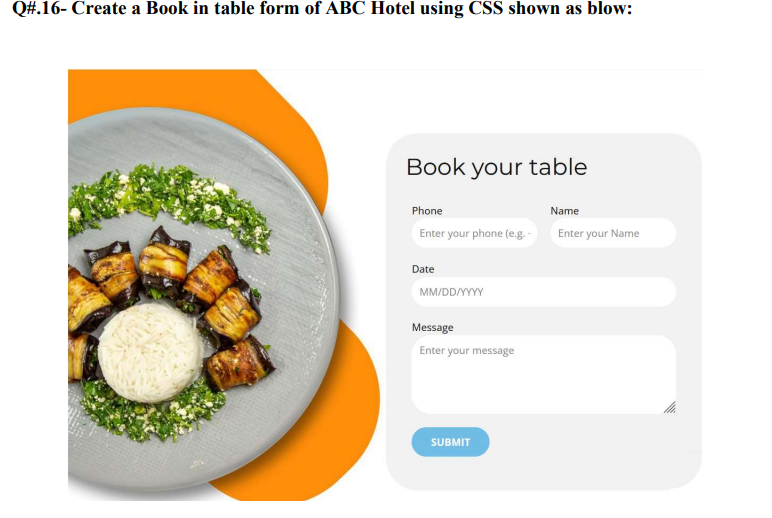 Q#.16- Create a Book in table form of ABC Hotel using CSS shown as blow:
Book your table
Phone Name
Enter your phone (e.g. - Enter your Name
Date
MM/DD/YYYY
Message
Enter your message
SUBMIT